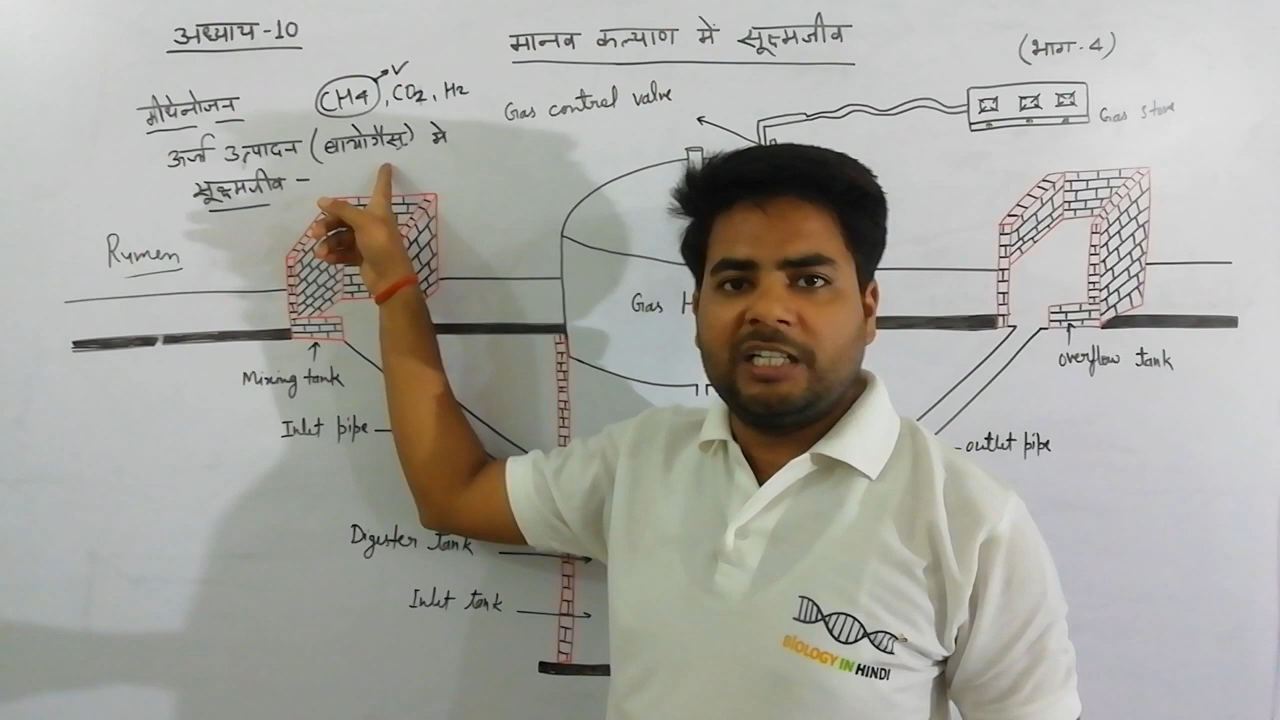 अध्याय-10
मानव कल्याण में सूक्ष्मजीव
(भाग-4)
CH4, CO2, H2
मीथेनोजन
ऊर्जा उत्पादन (बायोगैस) मे
सूक्ष्मजीव -
Gas control valve
Gas stove
Rumen
Gas H
Mixing tank
overflow tank
Inlet pipe
outlet pipe
Digester tank
Inlet tank
BiOLOGY IN HINDI